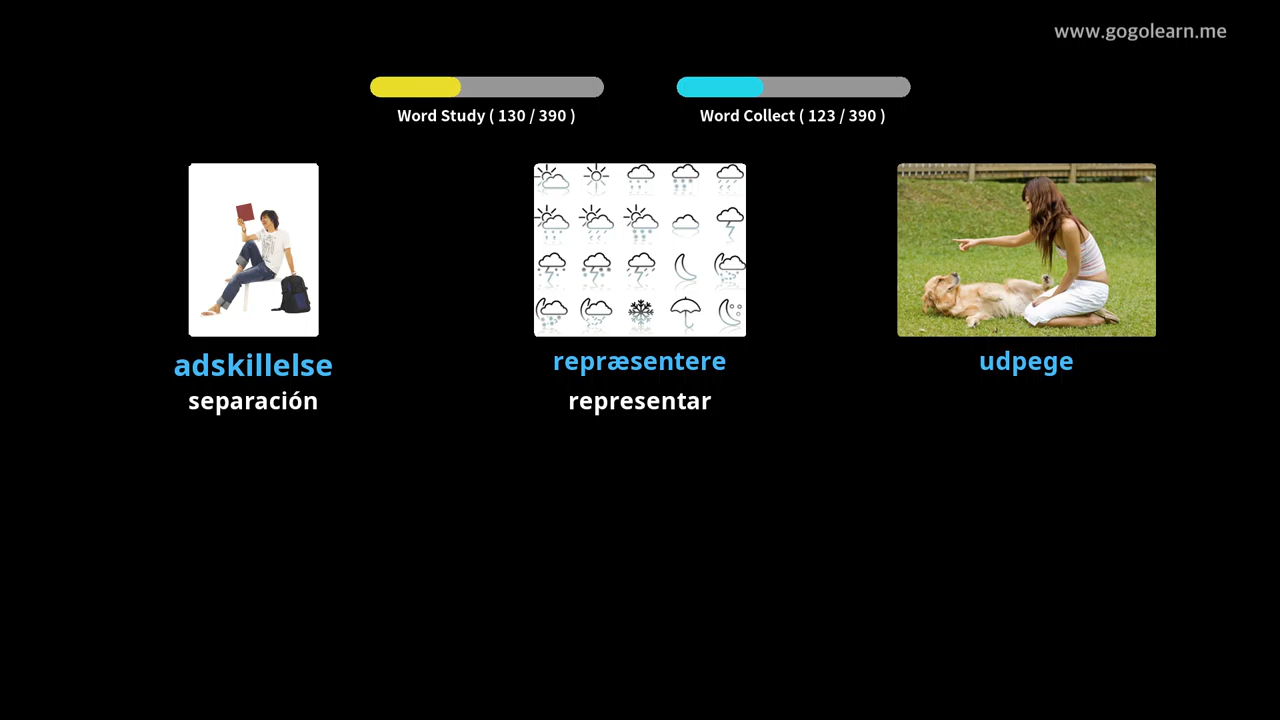 www.gogolearn.me
Word Study ( 130 / 390 )
Word Collect ( 123 / 390 )
adskillelse
separación
repræsentere
representar
udpege